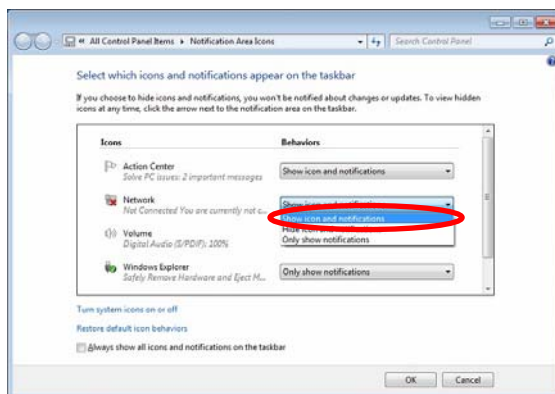 « All Control Panel Items ▸ Notification Area Icons
Search Control Panel
Select which icons and notifications appear on the taskbar
If you choose to hide icons and notifications, you won't be notified about changes or updates. To view hidden
icons at any time, click the arrow next to the notification area on the taskbar.
Icons Behaviors
Action Center
Solve PC issues: 2 important messages
Show icon and notifications
Network
Not Connected You are currently not c...
Show icon and notifications
Show icon and notifications
Hide icon and notifications
Only show notifications
Volume
Digital Audio (S/PDIF): 100%
Windows Explorer
Safely Remove Hardware and Eject M...
Only show notifications
Turn system icons on or off
Restore default icon behaviors
Always show all icons and notifications on the taskbar
OK Cancel